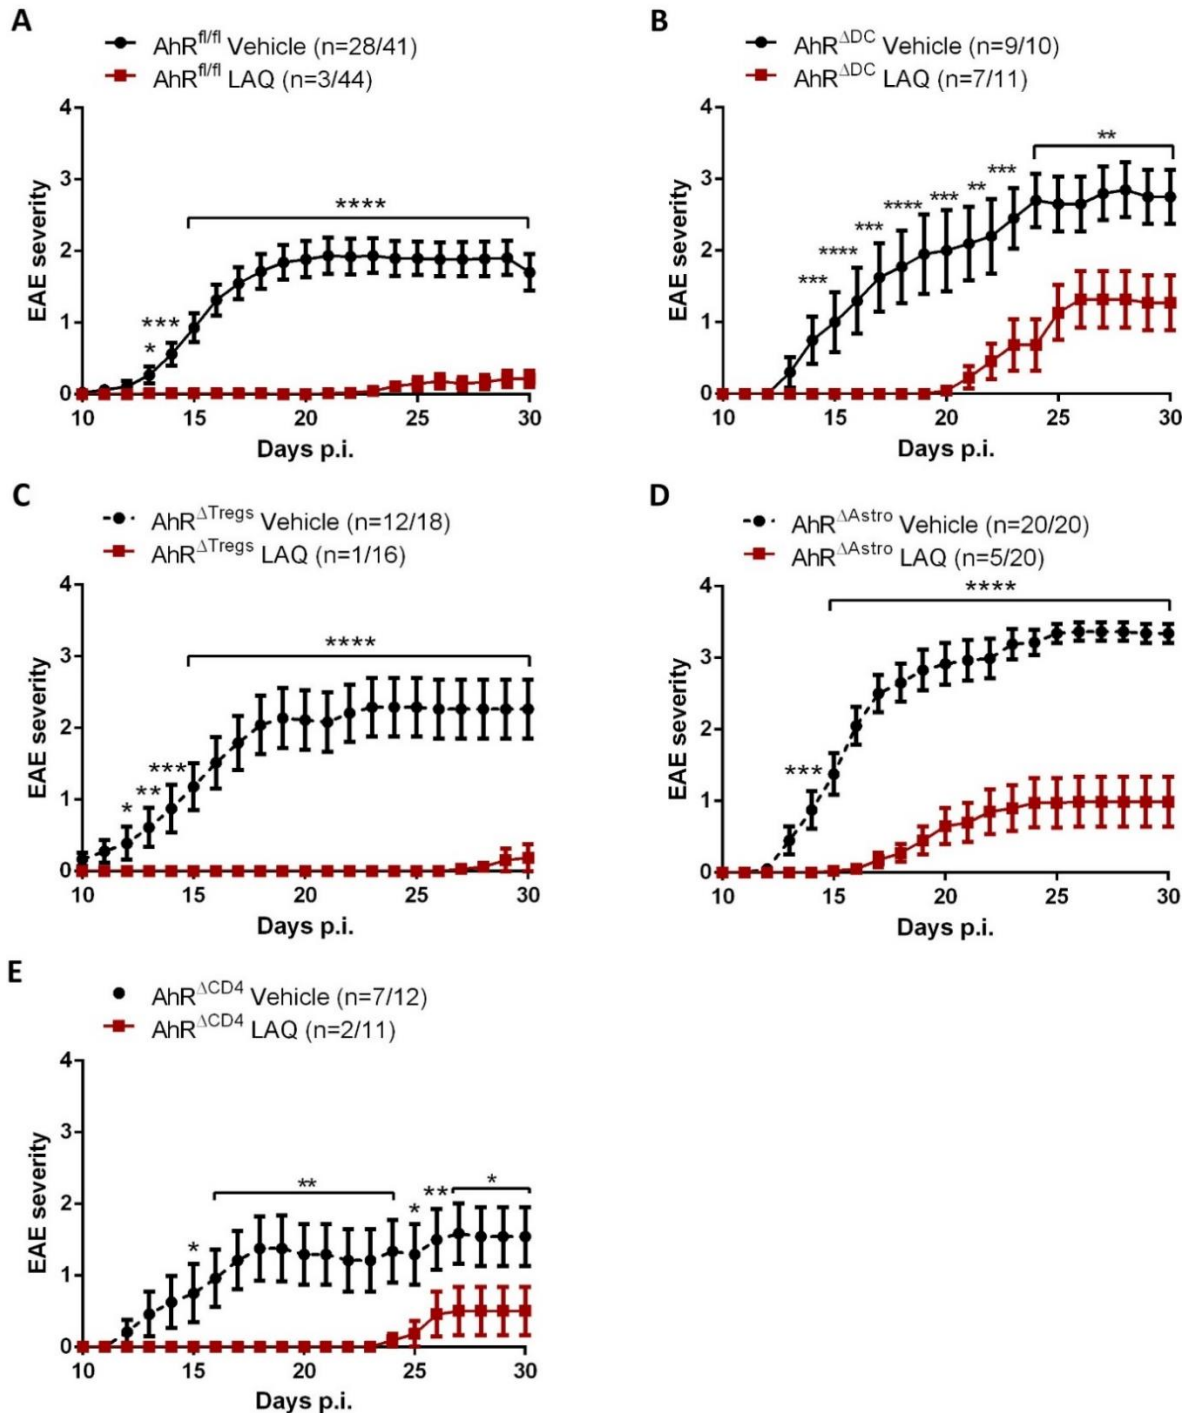 A
AhR^fl/fl Vehicle (n=28/41)
AhR^fl/fl LAQ (n=3/44)
4
3
2
1
0
EAE severity
****
***
*
10 15 20 25 30
Days p.i.
B
AhR^ΔDC Vehicle (n=9/10)
AhR^ΔDC LAQ (n=7/11)
4
3
2
1
0
EAE severity
**
***
**
***
****
***
****
***
10 15 20 25 30
Days p.i.
C
AhR^ΔTregs Vehicle (n=12/18)
AhR^ΔTregs LAQ (n=1/16)
4
3
2
1
0
EAE severity
****
***
**
*
10 15 20 25 30
Days p.i.
D
AhR^ΔAstro Vehicle (n=20/20)
AhR^ΔAstro LAQ (n=5/20)
4
3
2
1
0
EAE severity
****
***
10 15 20 25 30
Days p.i.
E
AhR^ΔCD4 Vehicle (n=7/12)
AhR^ΔCD4 LAQ (n=2/11)
4
3
2
1
0
EAE severity
*
**
*
**
*
10 15 20 25 30
Days p.i.